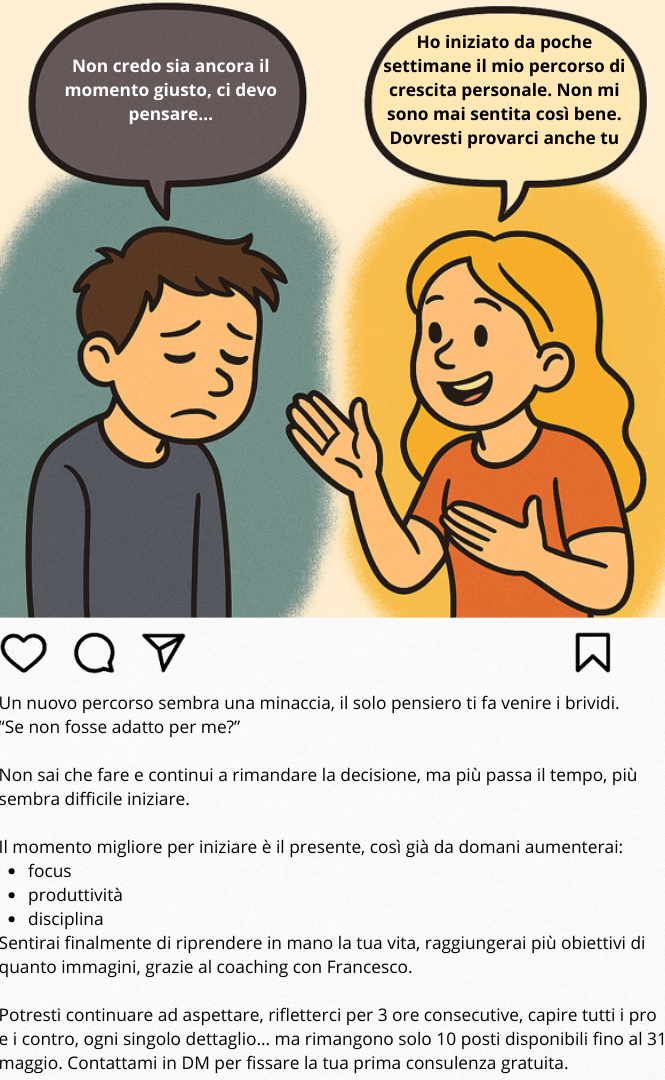 Non credo sia ancora il
momento giusto, ci devo
pensare...
Ho iniziato da poche
settimane il mio percorso di
crescita personale. Non mi
sono mai sentita così bene.
Dovresti provarci anche tu
Un nuovo percorso sembra una minaccia, il solo pensiero ti fa venire i brividi.
“Se non fosse adatto per me?”
Non sai che fare e continui a rimandare la decisione, ma più passa il tempo, più
sembra difficile iniziare.
Il momento migliore per iniziare è il presente, così già da domani aumenterai:
• focus
• produttività
• disciplina
Sentirai finalmente di riprendere in mano la tua vita, raggiungerai più obiettivi di
quanto immagini, grazie al coaching con Francesco.
Potresti continuare ad aspettare, rifletterci per 3 ore consecutive, capire tutti i pro
e i contro, ogni singolo dettaglio... ma rimangono solo 10 posti disponibili fino al 31
maggio. Contattami in DM per fissare la tua prima consulenza gratuita.